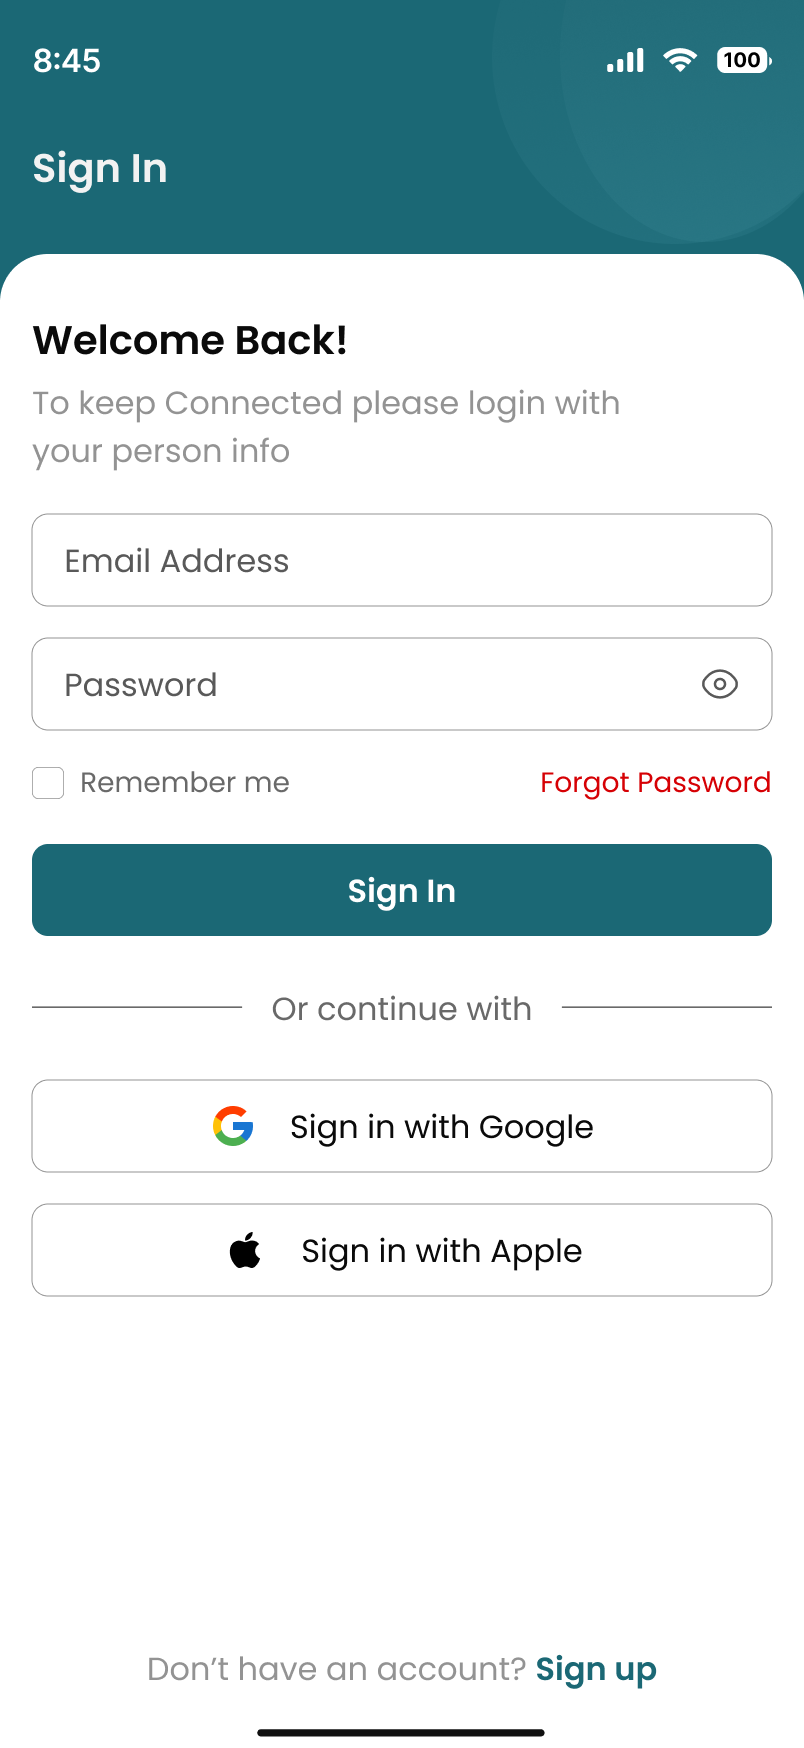 8:45
100
Sign In
Welcome Back!
To keep Connected please login with
your person info
Email Address
Password
Remember me
Forgot Password
Sign In
Or continue with
Sign in with Google
Sign in with Apple
Don’t have an account? Sign up